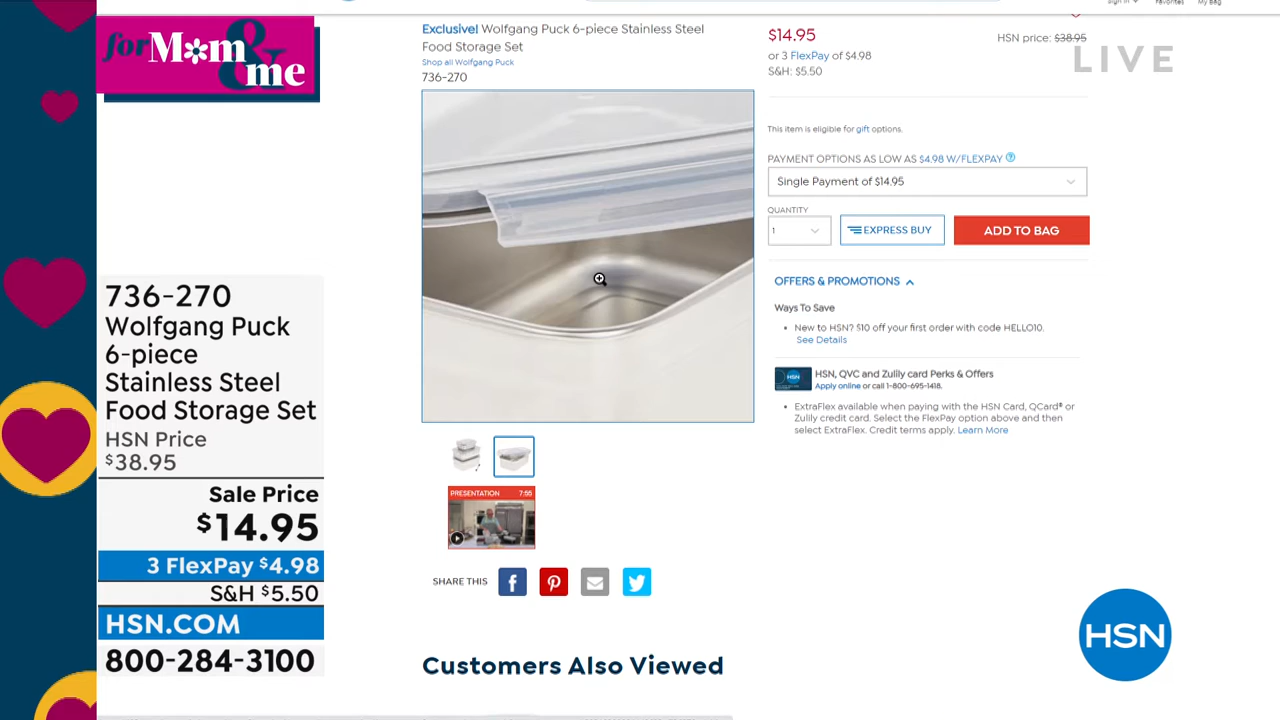 for Mom & me
736-270
Wolfgang Puck
6-piece
Stainless Steel
Food Storage Set
HSN Price
$38.95
Sale Price
$14.95
3 FlexPay $4.98
S&H $5.50
HSN.COM
800-284-3100
Sign In
Favorites
My Bag
Exclusive! Wolfgang Puck 6-piece Stainless Steel
Food Storage Set
Shop all Wolfgang Puck
736-270
PRESENTATION 7:55
SHARE THIS
Customers Also Viewed
$14.95
HSN price: $38.95
or 3 FlexPay of $4.98
S&H: $5.50
LIVE
This item is eligible for gift options.
PAYMENT OPTIONS AS LOW AS $4.98 W/FLEXPAY
Single Payment of $14.95
QUANTITY
1
EXPRESS BUY
ADD TO BAG
OFFERS & PROMOTIONS
Ways To Save
• New to HSN? $10 off your first order with code HELLO10.
See Details
HSN
HSN, QVC and Zulily card Perks & Offers
Apply online or call 1-800-695-1418.
• ExtraFlex available when paying with the HSN Card, QCard® or
Zulily credit card. Select the FlexPay option above and then
select ExtraFlex. Credit terms apply. Learn More
HSN